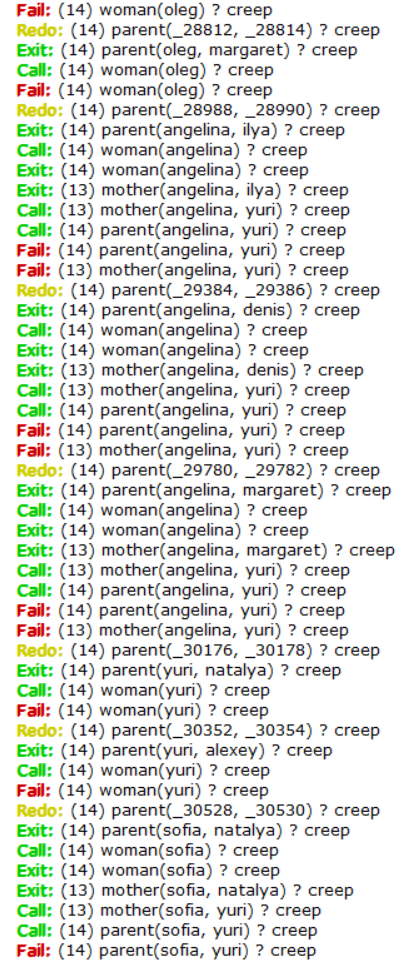 Fail: (14) woman(oleg) ? creep
Redo: (14) parent(_28812, _28814) ? creep
Exit: (14) parent(oleg, margaret) ? creep
Call: (14) woman(oleg) ? creep
Fail: (14) woman(oleg) ? creep
Redo: (14) parent(_28988, _28990) ? creep
Exit: (14) parent(angelina, ilya) ? creep
Call: (14) woman(angelina) ? creep
Exit: (14) woman(angelina) ? creep
Exit: (13) mother(angelina, ilya) ? creep
Call: (13) mother(angelina, yuri) ? creep
Call: (14) parent(angelina, yuri) ? creep
Fail: (14) parent(angelina, yuri) ? creep
Fail: (13) mother(angelina, yuri) ? creep
Redo: (14) parent(_29384, _29386) ? creep
Exit: (14) parent(angelina, denis) ? creep
Call: (14) woman(angelina) ? creep
Exit: (14) woman(angelina) ? creep
Exit: (13) mother(angelina, denis) ? creep
Call: (13) mother(angelina, yuri) ? creep
Call: (14) parent(angelina, yuri) ? creep
Fail: (14) parent(angelina, yuri) ? creep
Fail: (13) mother(angelina, yuri) ? creep
Redo: (14) parent(_29780, _29782) ? creep
Exit: (14) parent(angelina, margaret) ? creep
Call: (14) woman(angelina) ? creep
Exit: (14) woman(angelina) ? creep
Exit: (13) mother(angelina, margaret) ? creep
Call: (13) mother(angelina, yuri) ? creep
Call: (14) parent(angelina, yuri) ? creep
Fail: (14) parent(angelina, yuri) ? creep
Fail: (13) mother(angelina, yuri) ? creep
Redo: (14) parent(_30176, _30178) ? creep
Exit: (14) parent(yuri, natalya) ? creep
Call: (14) woman(yuri) ? creep
Fail: (14) woman(yuri) ? creep
Redo: (14) parent(_30352, _30354) ? creep
Exit: (14) parent(yuri, alexey) ? creep
Call: (14) woman(yuri) ? creep
Fail: (14) woman(yuri) ? creep
Redo: (14) parent(_30528, _30530) ? creep
Exit: (14) parent(sofia, natalya) ? creep
Call: (14) woman(sofia) ? creep
Exit: (14) woman(sofia) ? creep
Exit: (13) mother(sofia, natalya) ? creep
Call: (13) mother(sofia, yuri) ? creep
Call: (14) parent(sofia, yuri) ? creep
Fail: (14) parent(sofia, yuri) ? creep